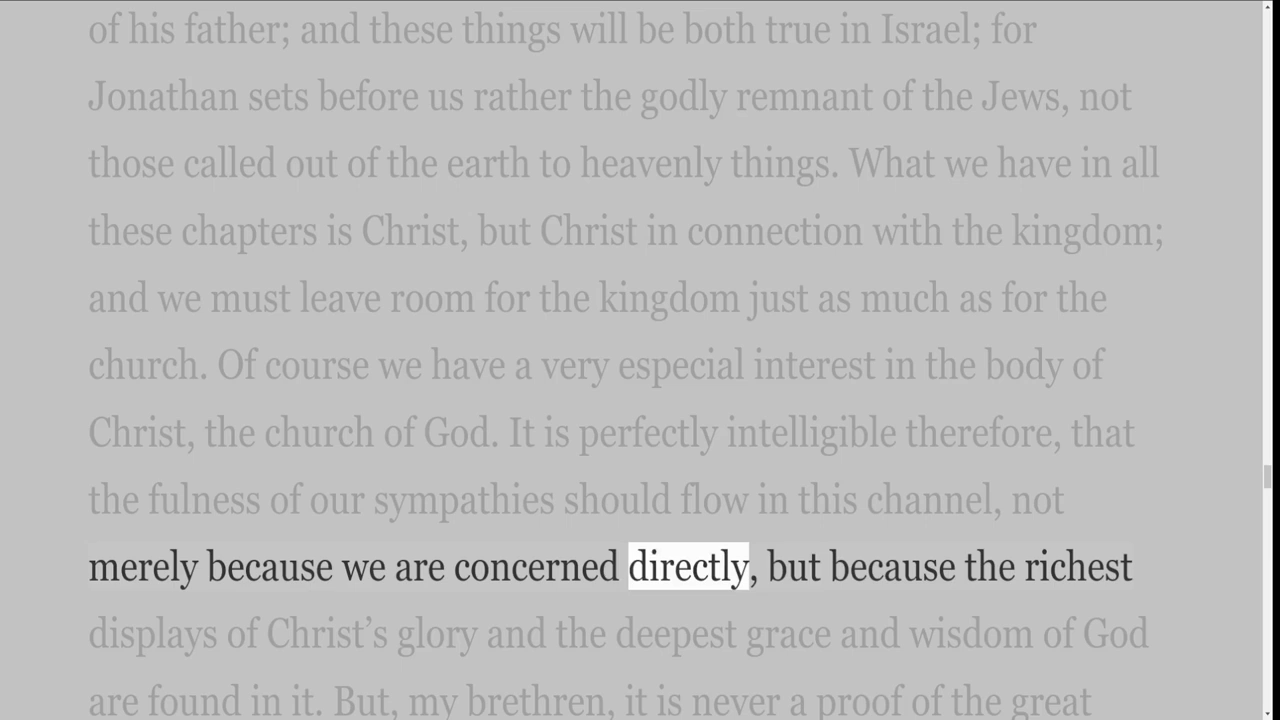 of his father; and these things will be both true in Israel; for
Jonathan sets before us rather the godly remnant of the Jews, not
those called out of the earth to heavenly things. What we have in all
these chapters is Christ, but Christ in connection with the kingdom;
and we must leave room for the kingdom just as much as for the
church. Of course we have a very especial interest in the body of
Christ, the church of God. It is perfectly intelligible therefore, that
the fulness of our sympathies should flow in this channel, not
merely because we are concerned directly, but because the richest
displays of Christ’s glory and the deepest grace and wisdom of God
are found in it. But, my brethren, it is never a proof of the great